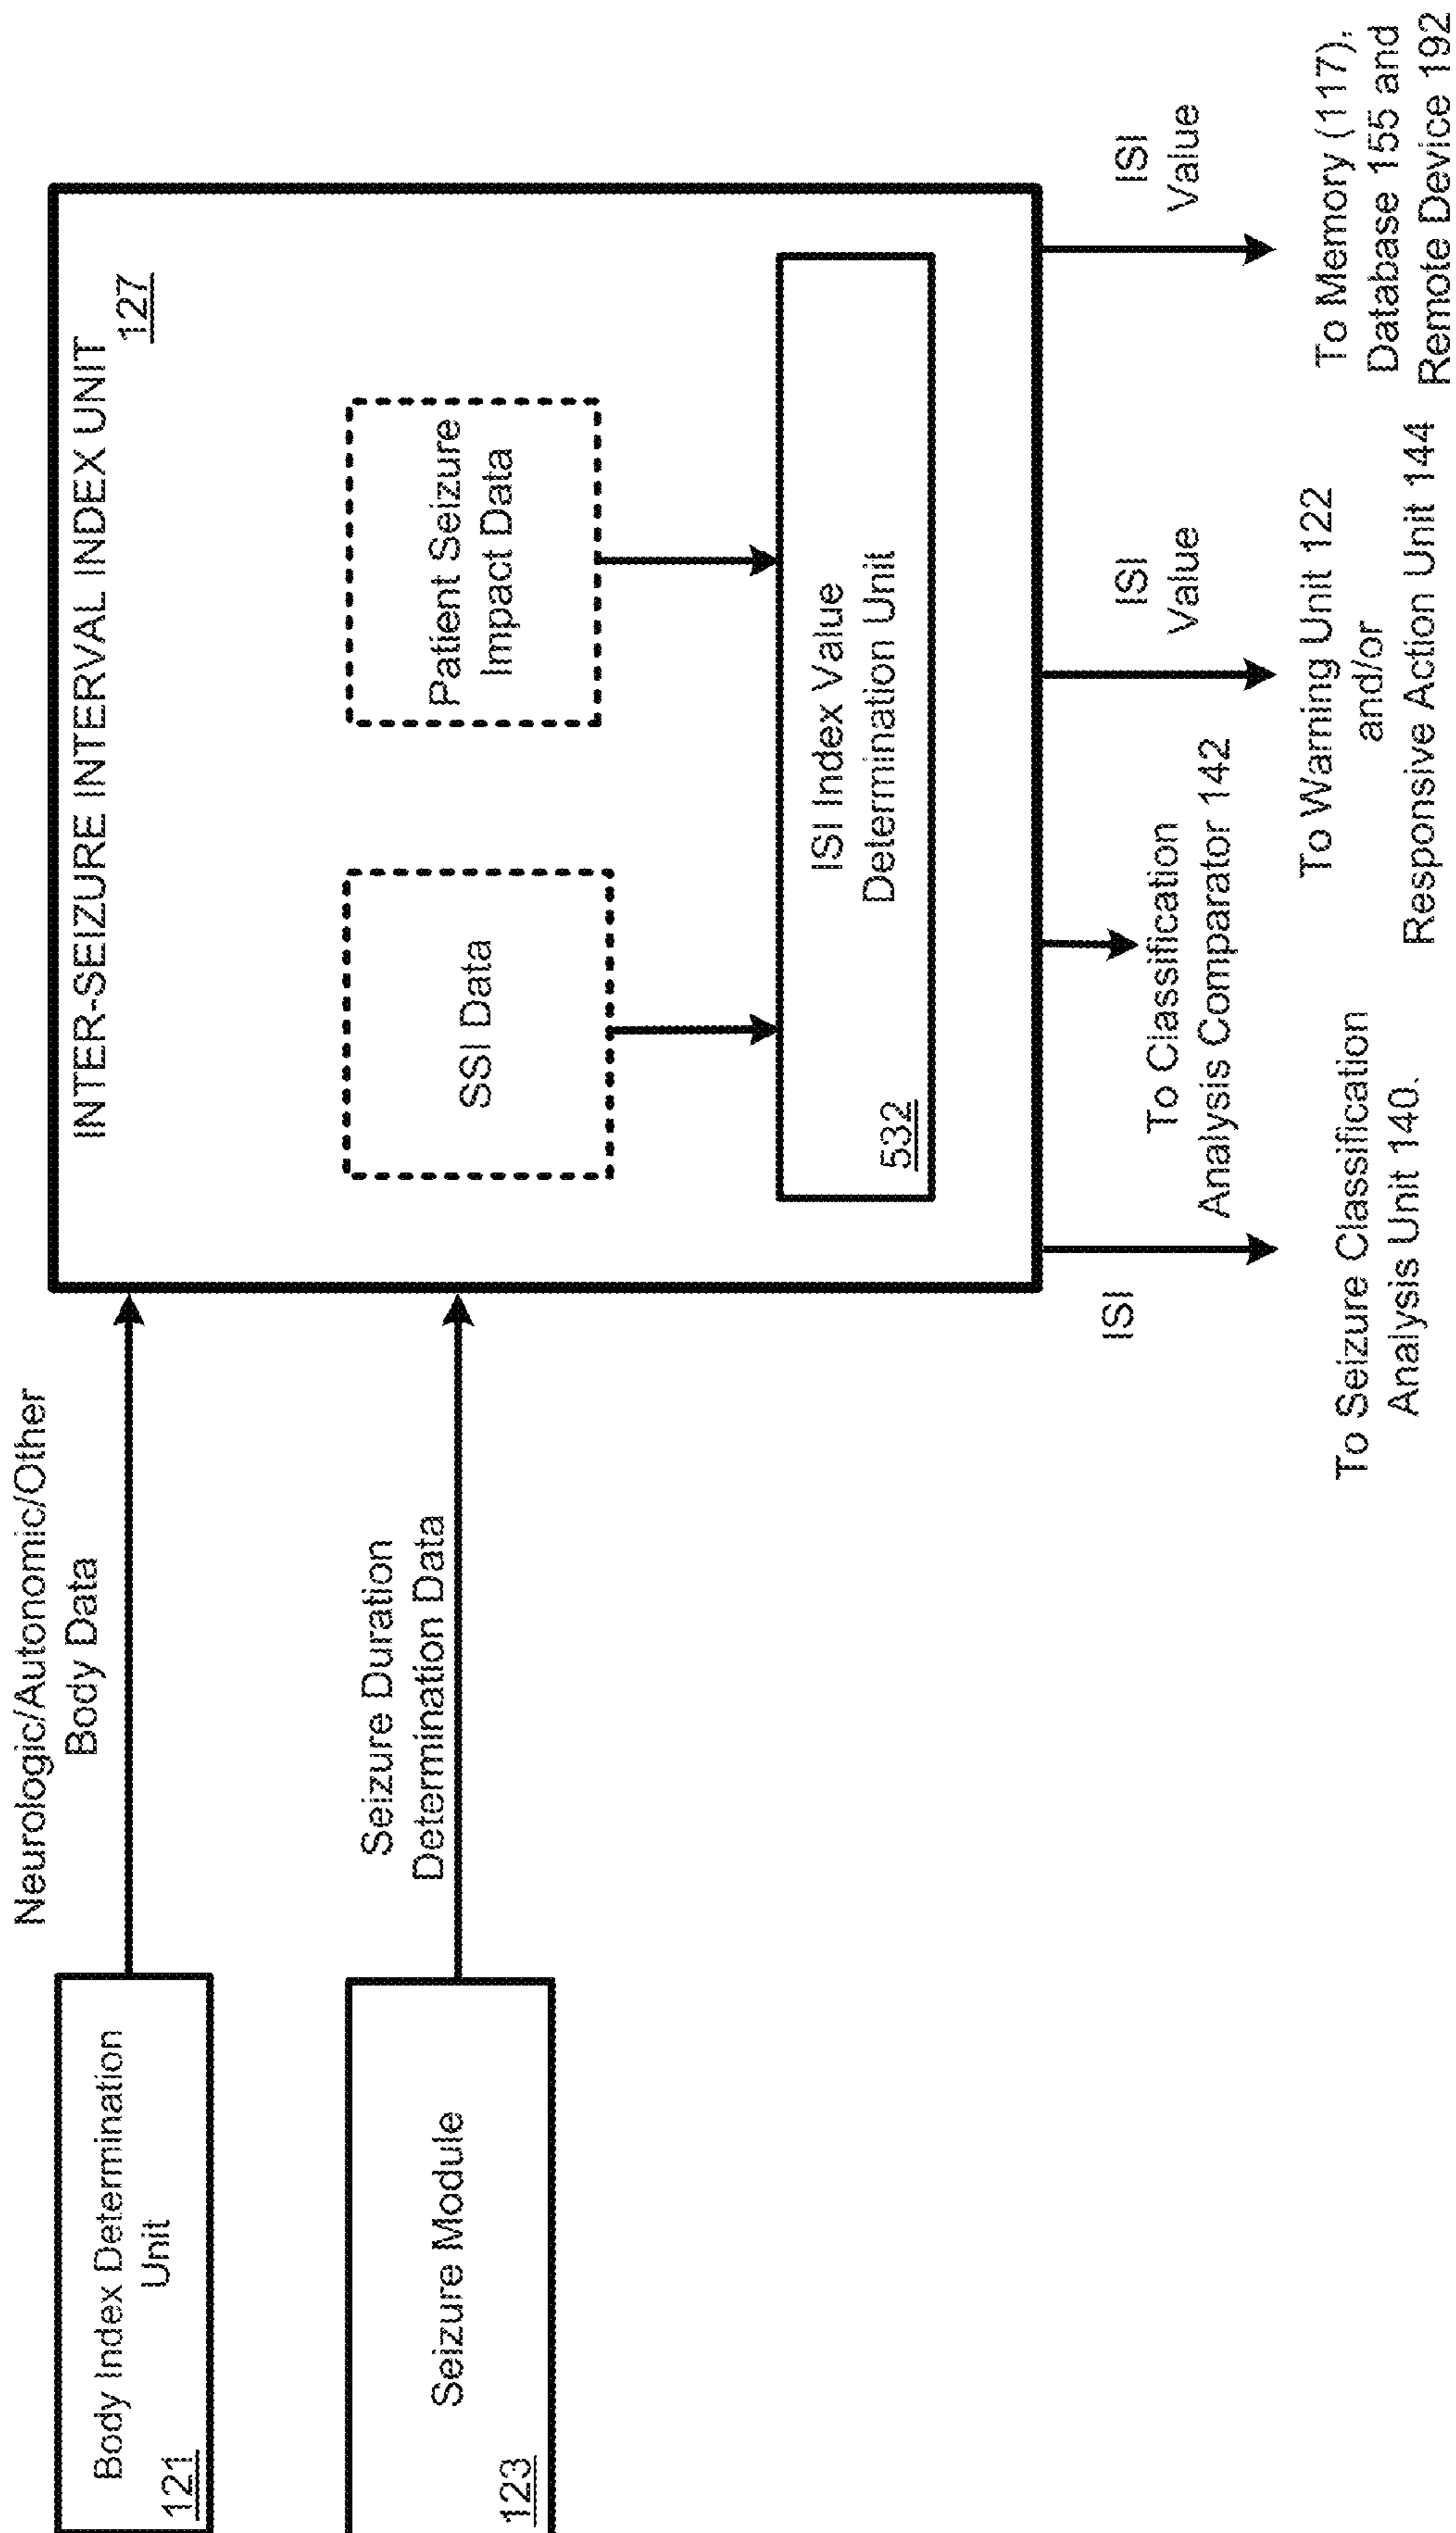 Neurologic/Autonomic/Other
Body Data
Body Index Determination
Unit
121
Seizure Duration
Determination Data
Seizure Module
123
INTER-SEIZURE INTERVAL INDEX UNIT
127
SSI Data
Patient Seizure
Impact Data
ISI Index Value
Determination Unit
532
ISI
To Seizure Classification
Analysis Unit 140.
To Classification
Analysis Comparator 142
ISI
Value
To Warning Unit 122
and/or
Responsive Action Unit 144
ISI
Value
To Memory (117),
Database 155 and
Remote Device 192